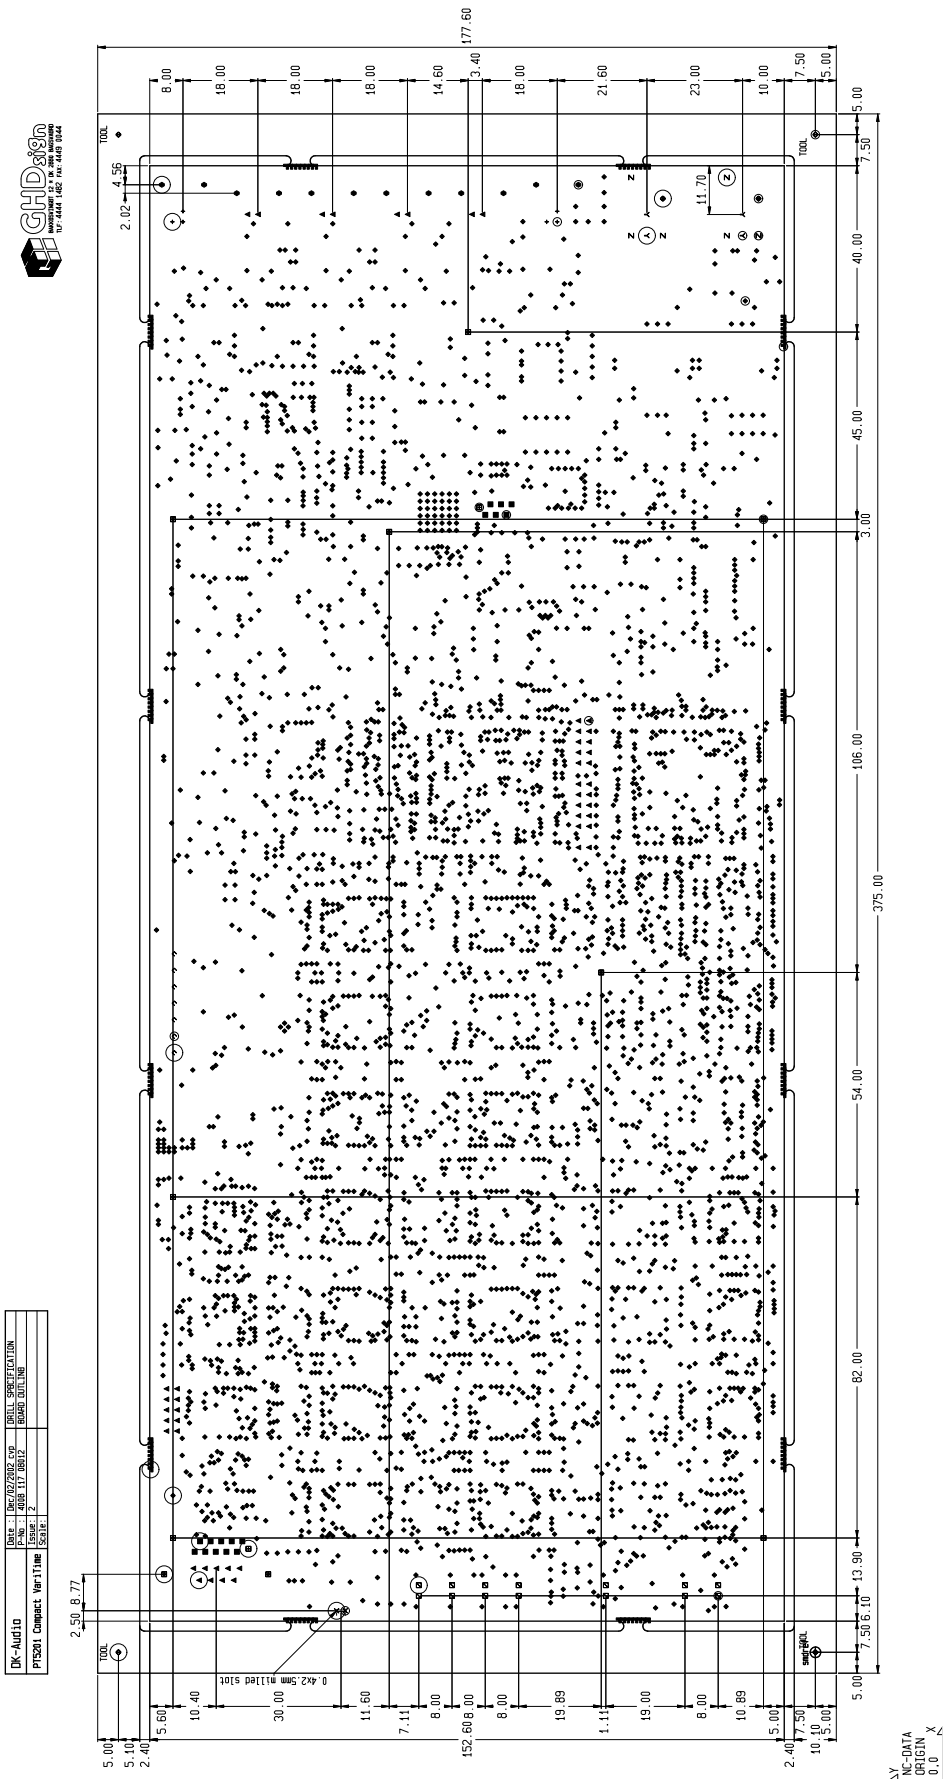 177.60
8.00
18.00
18.00
18.00
14.60
3.40
18.00
21.60
23.00
10.00
7.50
5.00
GHDsign
TOOL
TOOL
4.56
2.02
11.70
5.00
7.50
40.00
45.00
3.00
106.00
375.00
54.00
82.00
13.90
6.10
7.50
5.00
DK-Audio
PT5201 Compact VariTime
Date : Dec/02/2002 cvp
P-No : 4008 117 08012
Issue: 2
Scale:
DRILL SPECIFICATION
BOARD OUTLINE
2.50 8.77
TOOL
TOOL
0.4x2.5mm milled slot
5.00
5.10
2.40
5.60
10.40
30.00
11.60
7.11
8.00
8.00
8.00
19.89
1.11
19.00
8.00
10.89
5.00
152.60
2.40
7.50
10.10
5.00
Y
NC-DATA
ORIGIN
0.0
X
Z